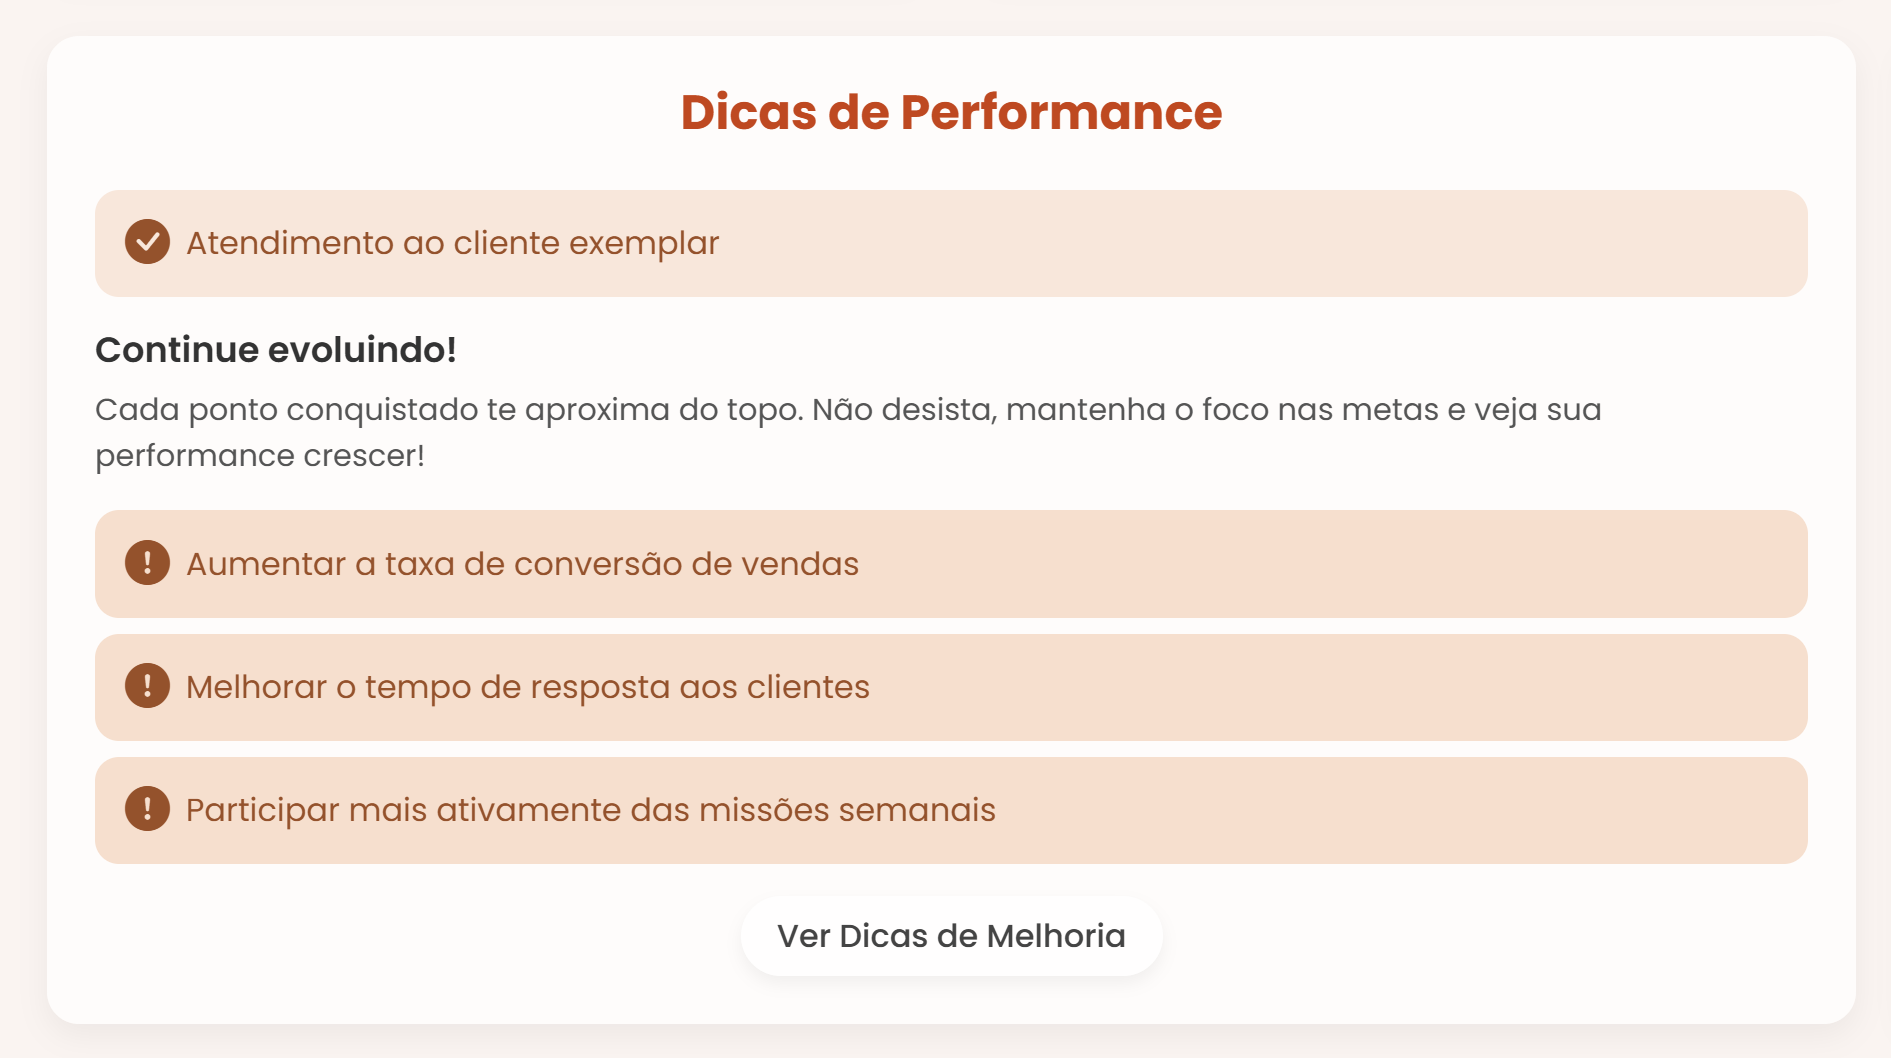 Dicas de Performance
Atendimento ao cliente exemplar
Continue evoluindo!
Cada ponto conquistado te aproxima do topo. Não desista, mantenha o foco nas metas e veja sua
performance crescer!
Aumentar a taxa de conversão de vendas
Melhorar o tempo de resposta aos clientes
Participar mais ativamente das missões semanais
Ver Dicas de Melhoria